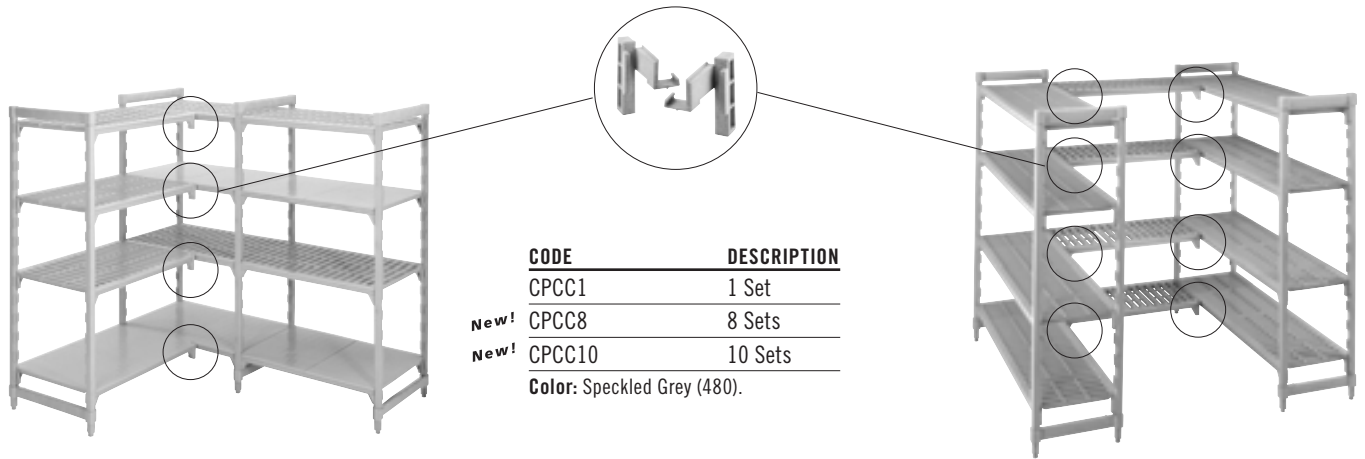 CODE DESCRIPTION
CPCC1 1 Set
New! CPCC8 8 Sets
New! CPCC10 10 Sets
Color: Speckled Grey (480).